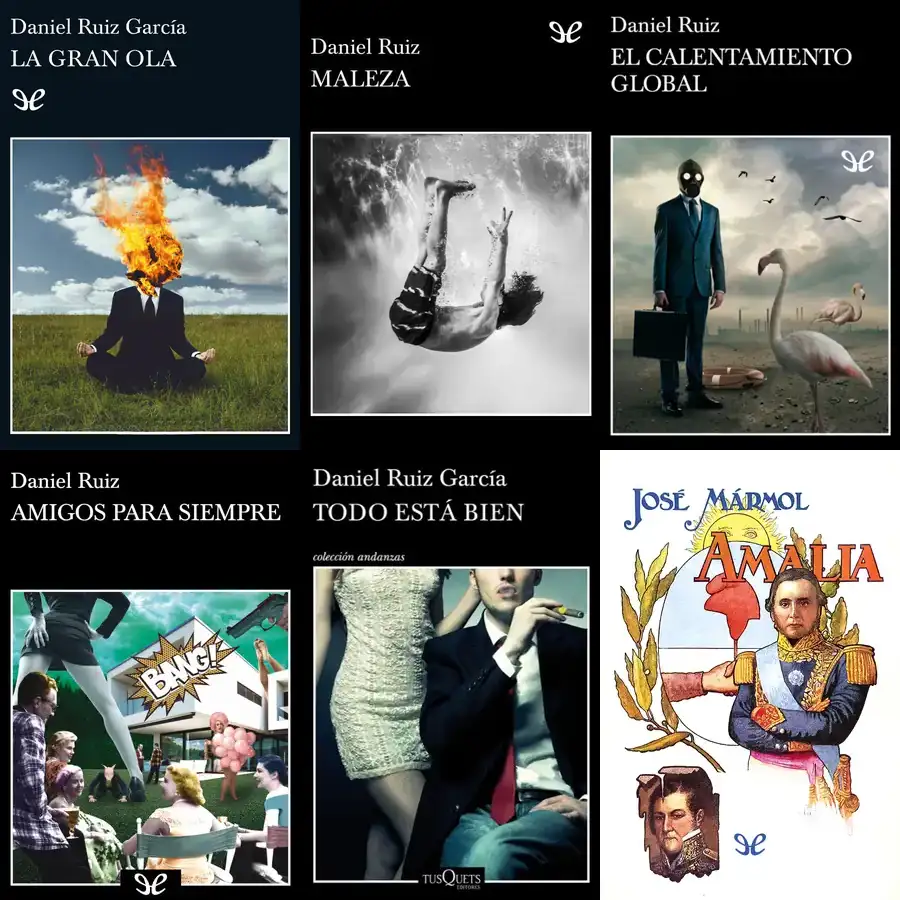 Daniel Ruiz García
LA GRAN OLA
Daniel Ruiz
MALEZA
Daniel Ruiz
EL CALENTAMIENTO
GLOBAL
Daniel Ruiz
AMIGOS PARA SIEMPRE
BANG!
Daniel Ruiz García
TODO ESTÁ BIEN
colección andanzas
TUSQUETS
EDITORES
JOSÉ MÁRMOL
AMALIA